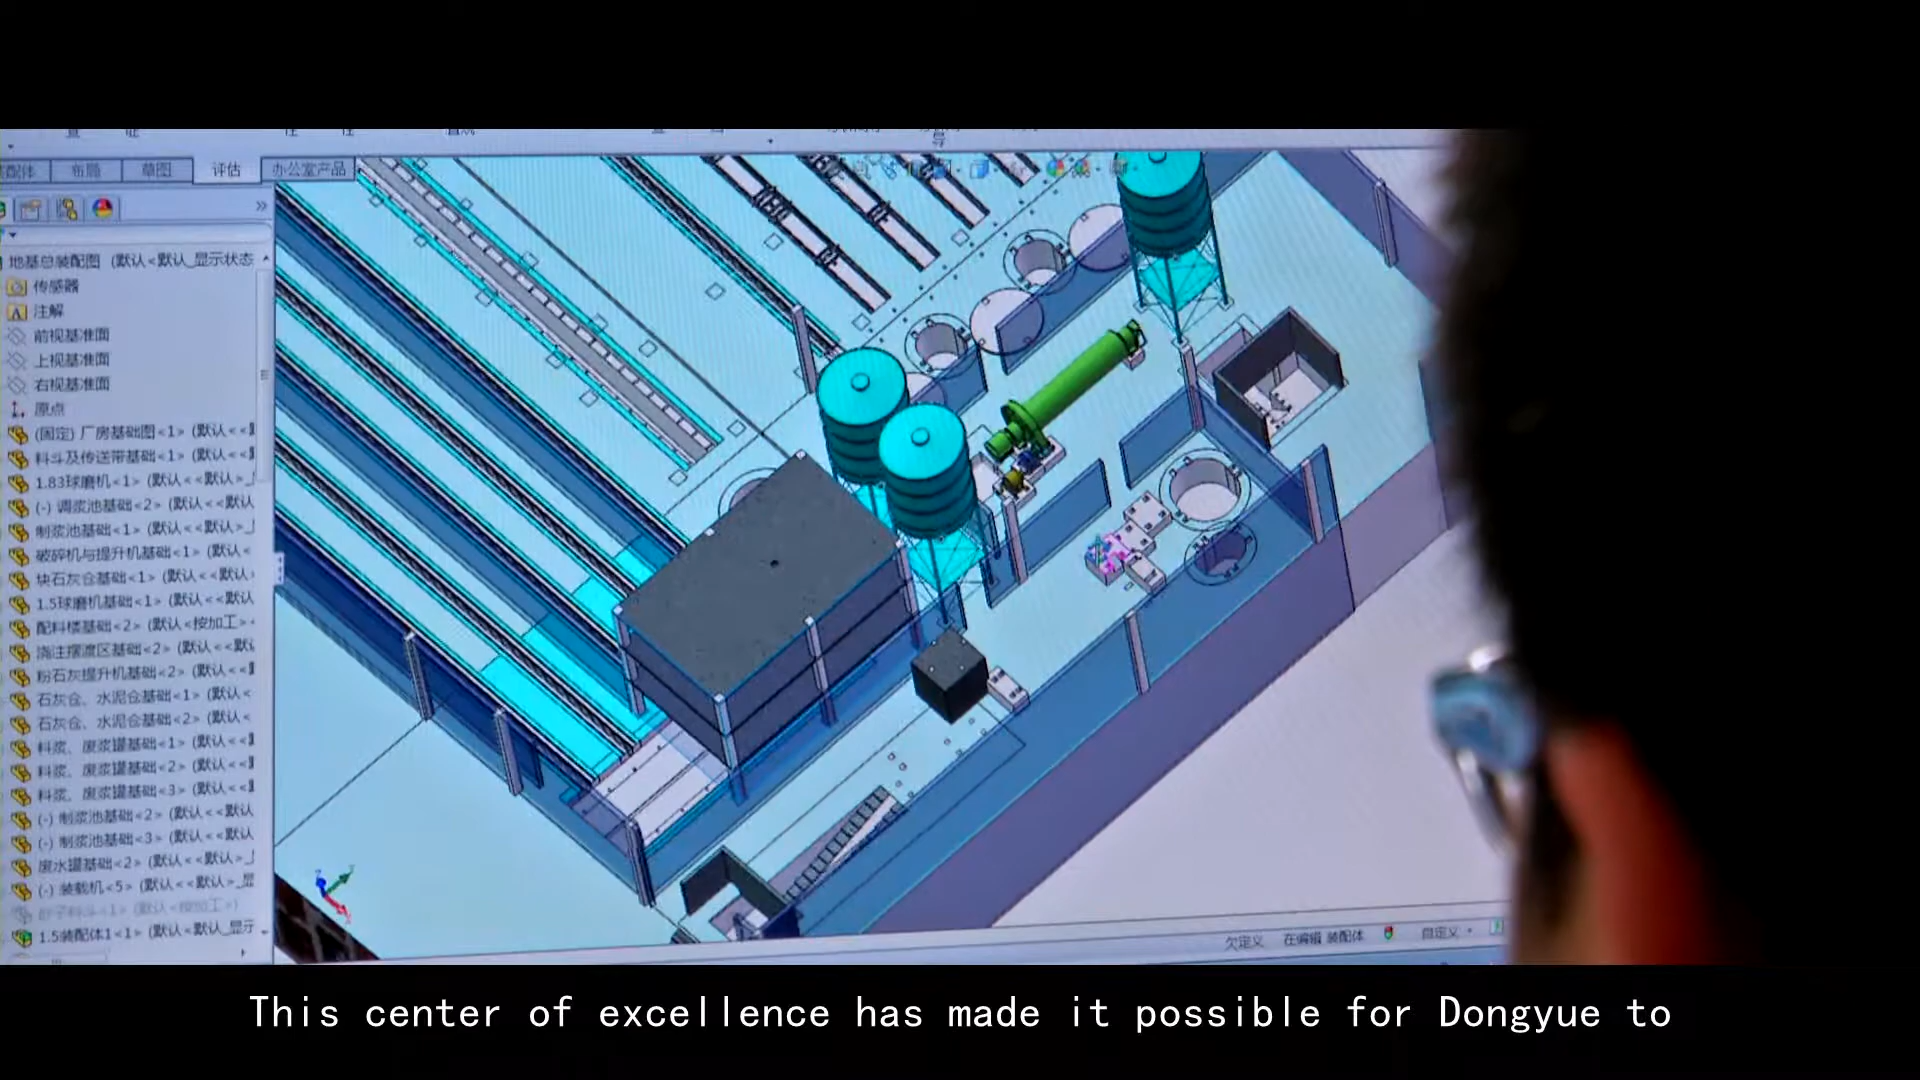 布局
草图
评估
办公室产品
地基总装配图 (默认<默认_显示状态
传感器
注解
前视基准面
上视基准面
右视基准面
原点
(固定) 厂房基础图<1> (默认<<
料斗及传送带基础<1> (默认<<
1.83球磨机<1> (默认<<默认>_
(-) 调浆池基础<2> (默认<<默认
制浆池基础<1> (默认<<默认>_
破碎机与提升机基础<1> (默认<
块石灰仓基础<1> (默认<<默认
1.5球磨机基础<1> (默认<<默认
配料楼基础<2> (默认<按加工>
浇注摆渡区基础<2> (默认<<默认
粉石灰提升机基础<2> (默认<<默
石灰仓、水泥仓基础<1> (默认<
石灰仓、水泥仓基础<2> (默认<
料浆、废浆罐基础<1> (默认<<
料浆、废浆罐基础<2> (默认<<
料浆、废浆罐基础<3> (默认<<
(-) 制浆池基础<2> (默认<<默认
(-) 制浆池基础<3> (默认<<默认
废水罐基础<2> (默认<<默认>_
(-) 装载机<5> (默认<<默认>_显
1.5装配体1<1> (默认<默认_显示
欠定义
在编辑 装配体
自定义
This center of excellence has made it possible for Dongyue to